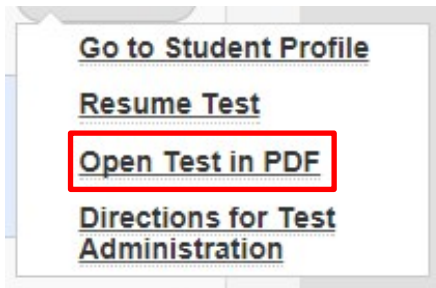 Go to Student Profile
Resume Test
Open Test in PDF
Directions for Test
Administration